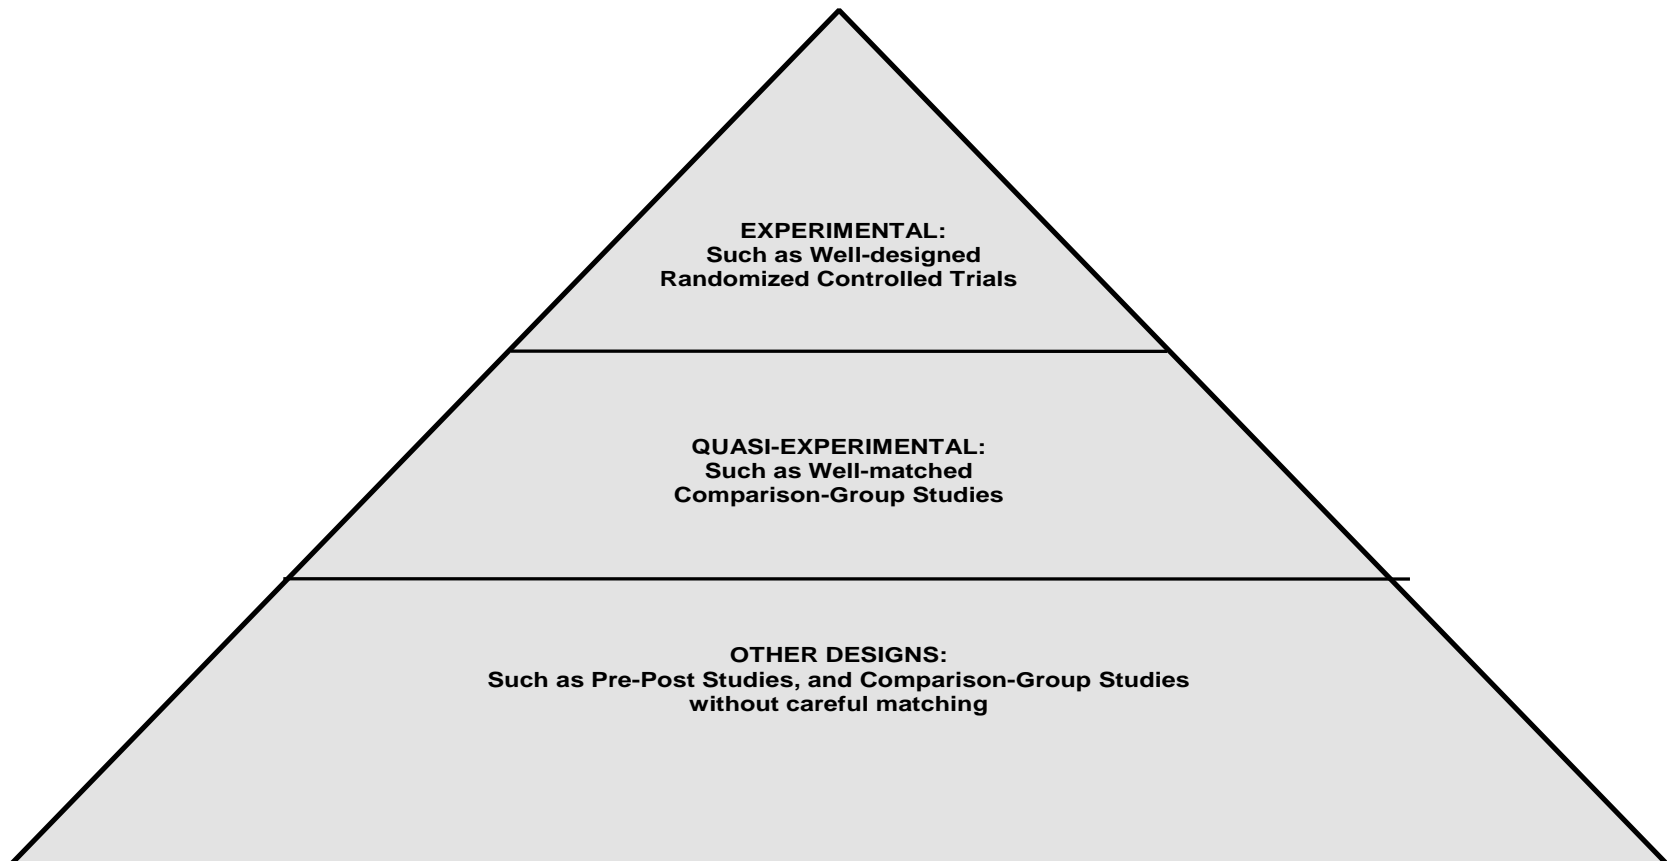 EXPERIMENTAL:
Such as Well-designed
Randomized Controlled Trials
QUASI-EXPERIMENTAL:
Such as Well-matched
Comparison-Group Studies
OTHER DESIGNS:
Such as Pre-Post Studies, and Comparison-Group Studies
without careful matching